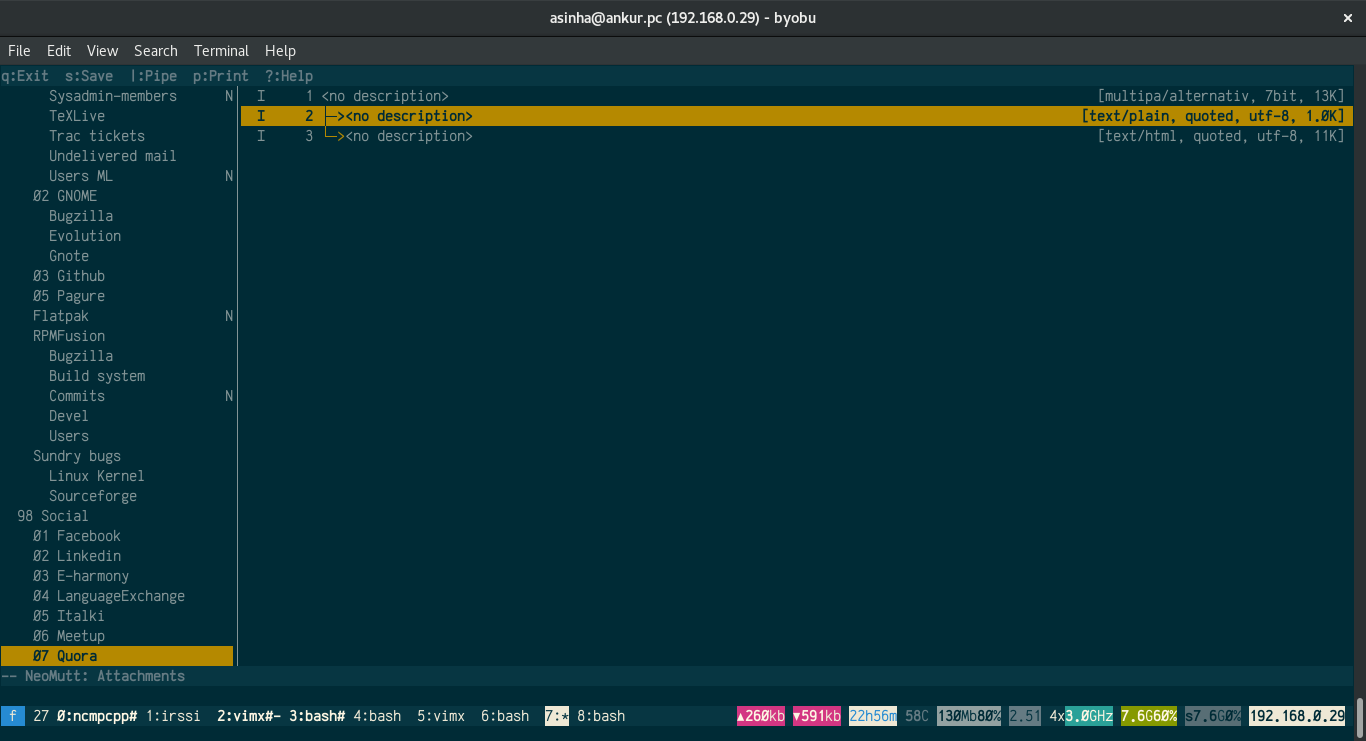 asinha@ankur.pc (192.168.0.29) - byobu ×
File Edit View Search Terminal Help
q:Exit s:Save |:Pipe p:Print ?:Help
Sysadmin-members N I 1 <no description> [multipa/alternativ, 7bit, 13K]
TeXLive I 2 ├─><no description> [text/plain, quoted, utf-8, 1.0K]
Trac tickets I 3 └─><no description> [text/html, quoted, utf-8, 11K]
Undelivered mail
Users ML N
02 GNOME
Bugzilla
Evolution
Gnote
03 Github
05 Pagure
Flatpak N
RPMFusion
Bugzilla
Build system
Commits N
Devel
Users
Sundry bugs
Linux Kernel
Sourceforge
98 Social
01 Facebook
02 Linkedin
03 E-harmony
04 LanguageExchange
05 Italki
06 Meetup
07 Quora
-- NeoMutt: Attachments
f 27 0:ncmpcpp# 1:irssi 2:vimx#- 3:bash# 4:bash 5:vimx 6:bash 7:* 8:bash ▲260kb ▼591kb 22h56m 58C 130Mb80% 2.51 4x3.0GHz 7.6G60% s7.6G0% 192.168.0.29